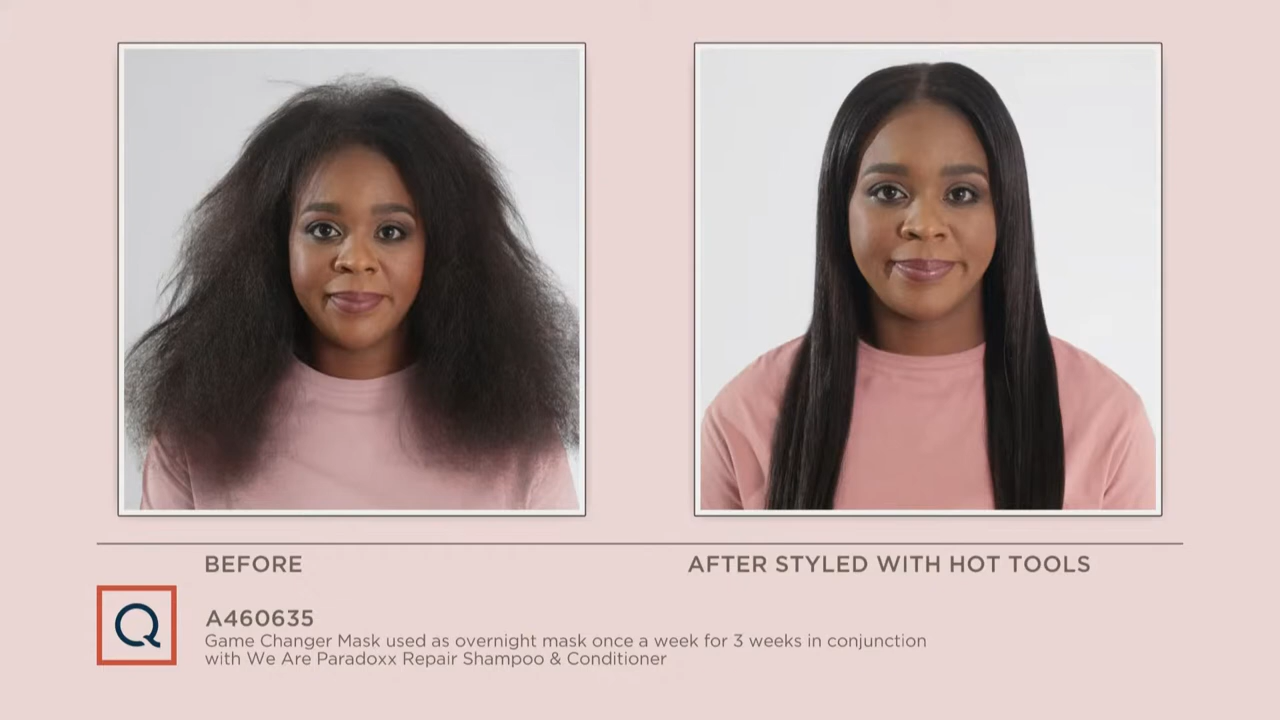 BEFORE
AFTER STYLED WITH HOT TOOLS
Q
A460635
Game Changer Mask used as overnight mask once a week for 3 weeks in conjunction
with We Are Paradoxx Repair Shampoo & Conditioner